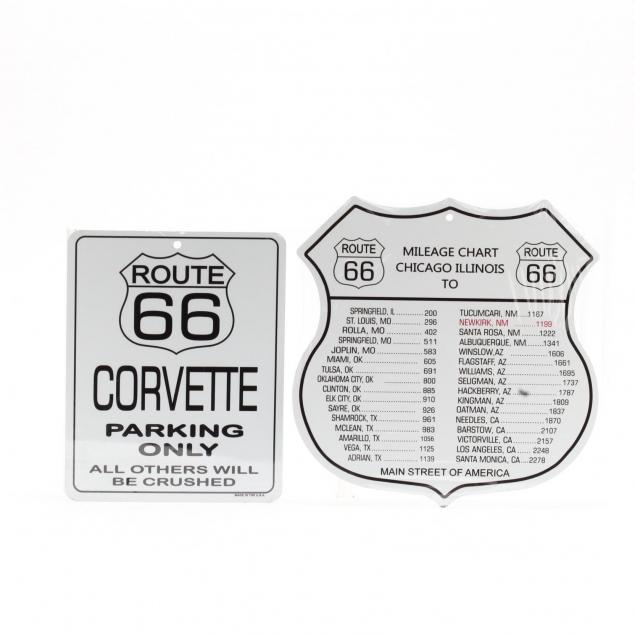 ROUTE
66
CORVETTE
PARKING
ONLY
ALL OTHERS WILL
BE CRUSHED
MADE IN THE U.S.A.
ROUTE
66
MILEAGE CHART
CHICAGO ILLINOIS
TO
ROUTE
66
SPRINGFIELD, IL 200
ST. LOUIS, MO 296
ROLLA, MO 402
SPRINGFIELD, MO 511
JOPLIN, MO 583
MIAMI, OK 605
TULSA, OK 691
OKLAHOMA CITY, OK 800
CLINTON, OK 885
ELK CITY, OK 910
SAYRE, OK 926
SHAMROCK, TX 961
MCLEAN, TX 983
AMARILLO, TX 1056
VEGA, TX 1125
ADRIAN, TX 1139
TUCUMCARI, NM 1167
NEWKIRK, NM 1199
SANTA ROSA, NM 1222
ALBUQUERQUE, NM 1341
WINSLOW,AZ 1606
FLAGSTAFF, AZ 1661
WILLIAMS, AZ 1695
SELIGMAN, AZ 1737
HACKBERRY, AZ 1787
KINGMAN, AZ 1809
OATMAN, AZ 1837
NEEDLES, CA 1870
BARSTOW, CA 2107
VICTORVILLE, CA 2157
LOS ANGELES, CA 2248
SANTA MONICA, CA 2278
MAIN STREET OF AMERICA